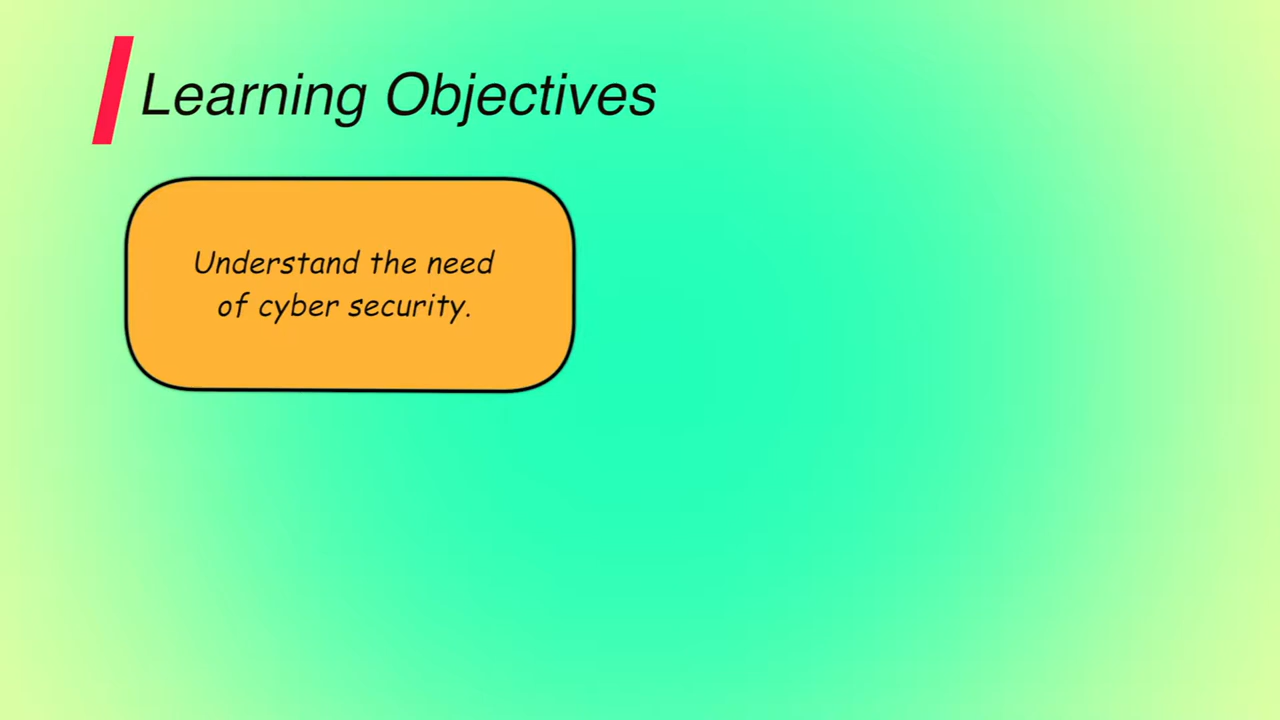 Learning Objectives
Understand the need
of cyber security.